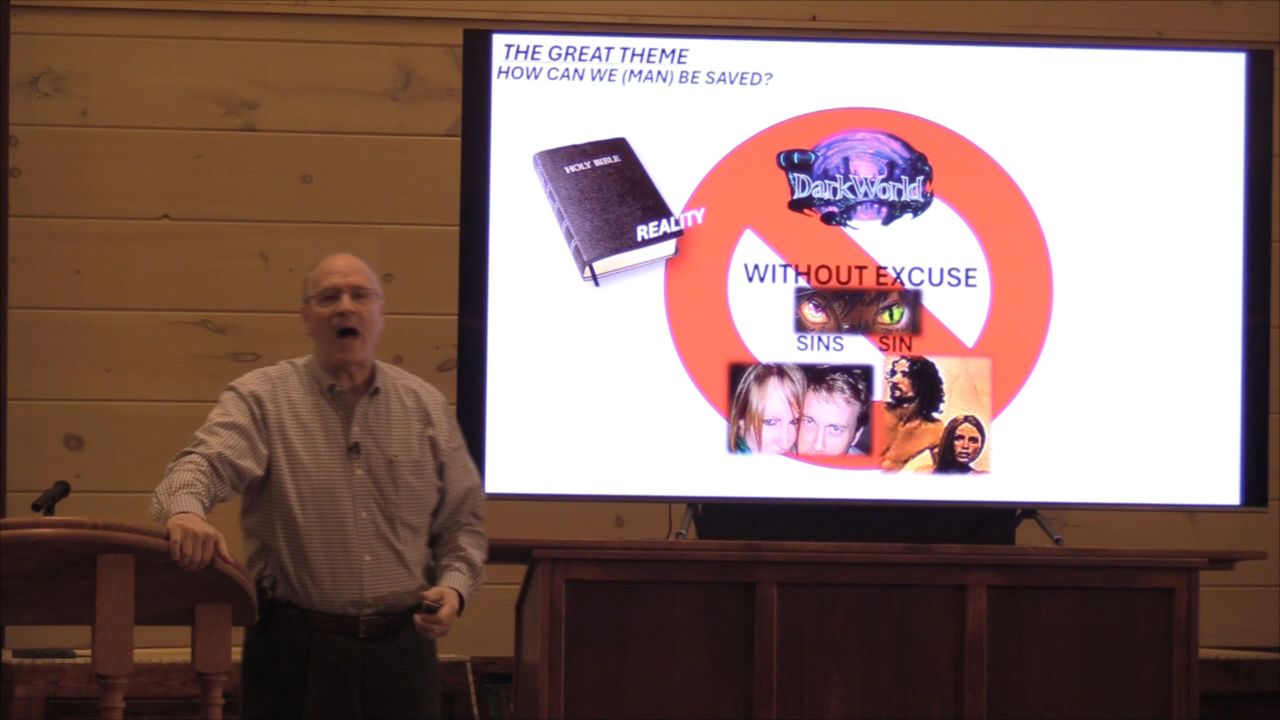 THE GREAT THEME
HOW CAN WE (MAN) BE SAVED?
HOLY BIBLE
REALITY
DarkWorld
WITHOUT EXCUSE
SINS SIN